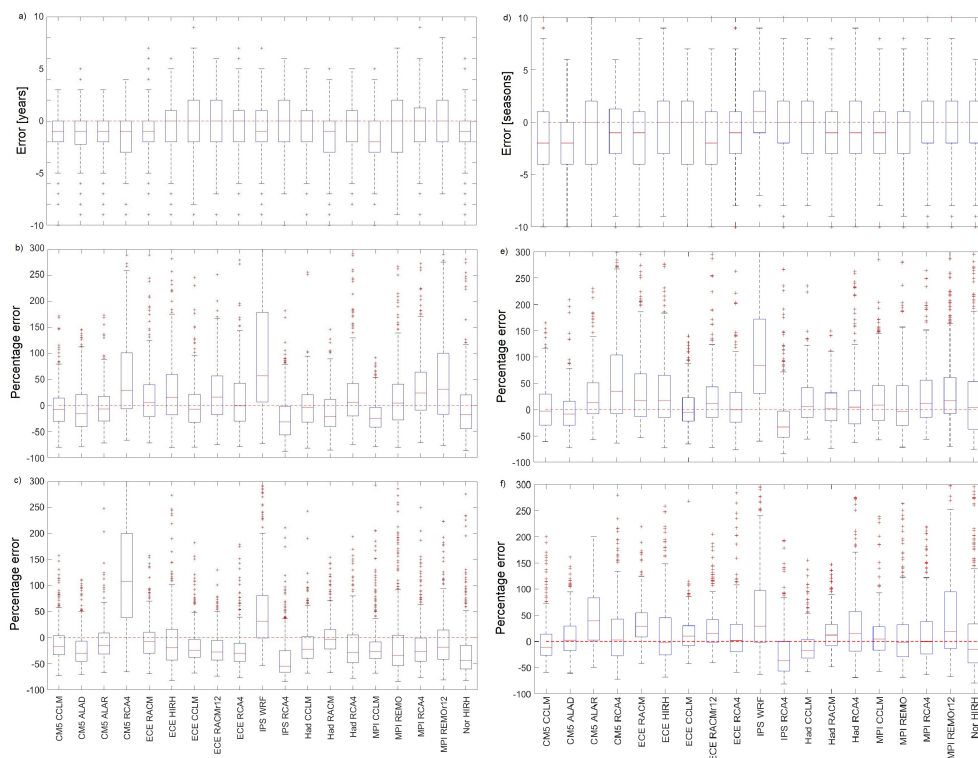 a)
Error [years]
10
5
0
-5
-10
b)
Percentage error
300
250
200
150
100
50
0
-50
-100
c)
Percentage error
300
250
200
150
100
50
0
-50
-100
CM5 CCLM
CM5 ALAD
CM5 ALAR
CM5 RCA4
ECE RACM
ECE HIRH
ECE CCLM
ECE RACMr12
ECE RCA4
IPS WRF
IPS RCA4
Had CCLM
Had RACM
Had RCA4
MPI CCLM
MPI REMO
MPI RCA4
MPI REMOr12
Nor HIRH
d)
Error [seasons]
10
5
0
-5
-10
e)
Percentage error
300
250
200
150
100
50
0
-50
-100
f)
Percentage error
300
250
200
150
100
50
0
-50
-100
CM5 CCLM
CM5 ALAD
CM5 ALAR
CM5 RCA4
ECE RACM
ECE HIRH
ECE CCLM
ECE RACMr12
ECE RCA4
IPS WRF
IPS RCA4
Had CCLM
Had RACM
Had RCA4
MPI CCLM
MPI REMO
MPI RCA4
MPI REMOr12
Nor HIRH